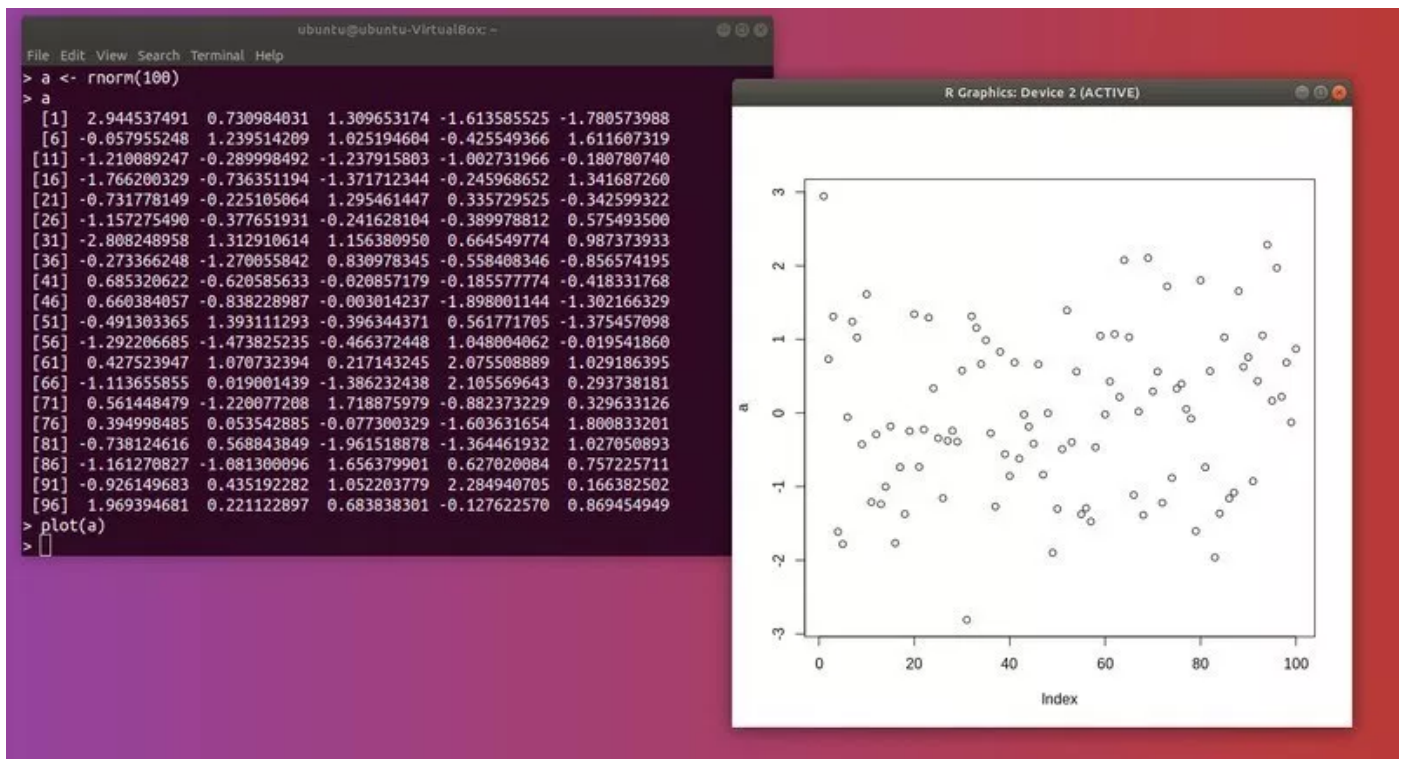 ubuntu@ubuntu-VirtualBox: ~
File Edit View Search Terminal Help
> a <- rnorm(100)
> a
[1] 2.944537491 0.730984031 1.309653174 -1.613585525 -1.780573988
[6] -0.057955248 1.239514209 1.025194604 -0.425549366 1.611607319
[11] -1.210089247 -0.289998492 -1.237915803 -1.002731966 -0.180780740
[16] -1.766200329 -0.736351194 -1.371712344 -0.245968652 1.341687260
[21] -0.731778149 -0.225105064 1.295461447 0.335729525 -0.342599322
[26] -1.157275490 -0.377651931 -0.241628104 -0.389978812 0.575493500
[31] -2.808248958 1.312910614 1.156380950 0.664549774 0.987373933
[36] -0.273366248 -1.270055842 0.830978345 -0.558408346 -0.856574195
[41] 0.685320622 -0.620585633 -0.020857179 -0.185577774 -0.418331768
[46] 0.660384057 -0.838228987 -0.003014237 -1.898001144 -1.302166329
[51] -0.491303365 1.393111293 -0.396344371 0.561771705 -1.375457098
[56] -1.292206685 -1.473825235 -0.466372448 1.048004062 -0.019541860
[61] 0.427523947 1.070732394 0.217143245 2.075508889 1.029186395
[66] -1.113655855 0.019001439 -1.386232438 2.105569643 0.293738181
[71] 0.561448479 -1.220077208 1.718875979 -0.882373229 0.329633126
[76] 0.394998485 0.053542885 -0.077300329 -1.603631654 1.800833201
[81] -0.738124616 0.568843849 -1.961518878 -1.364461932 1.027050893
[86] -1.161270827 -1.081300096 1.656379901 0.627020084 0.757225711
[91] -0.926149683 0.435192282 1.052203779 2.284940705 0.166382502
[96] 1.969394681 0.221122897 0.683838301 -0.127622570 0.869454949
> plot(a)
>
R Graphics: Device 2 (ACTIVE)
3
2
1
0
-1
-2
-3
a
0 20 40 60 80 100
Index